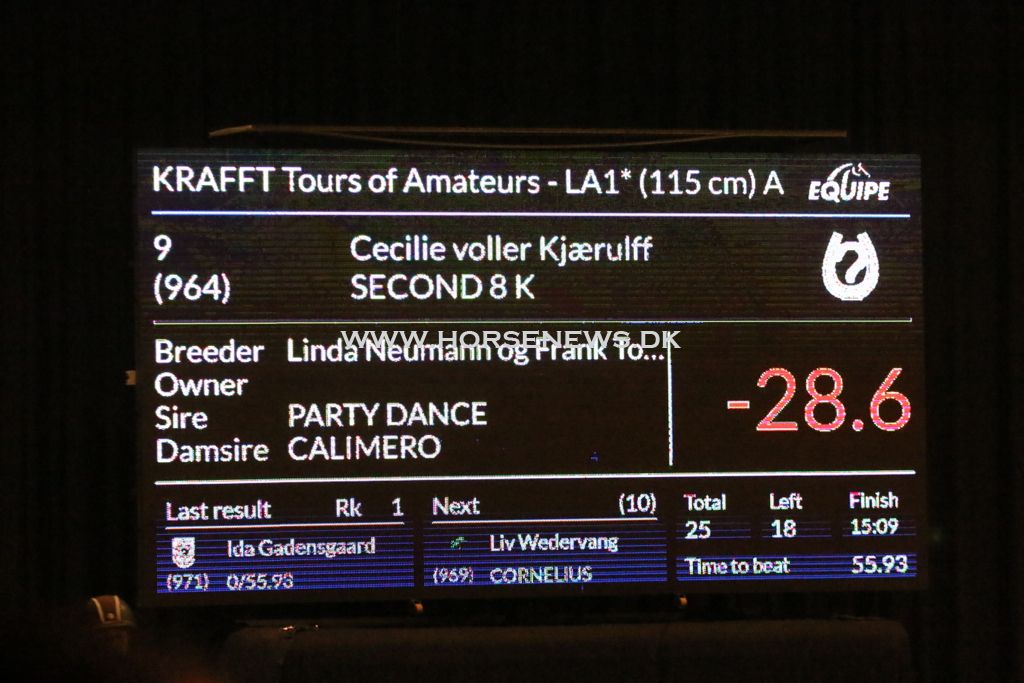 KRAFFT Tours of Amateurs - LA1* (115 cm) A EQUIPE
9 Cecilie voller Kjærulff
(964) SECOND 8 K
WWW.HORSENEWS.DK
Breeder Linda Neumann og Frank To...
Owner
Sire PARTY DANCE
Damsire CALIMERO
-28.6
Last result Rk 1
Ida Gadensgaard
(971) 0/55.93
Next (10)
Liv Wedervang
(969) CORNELIUS
Total Left Finish
25 18 15:09
Time to beat 55.93